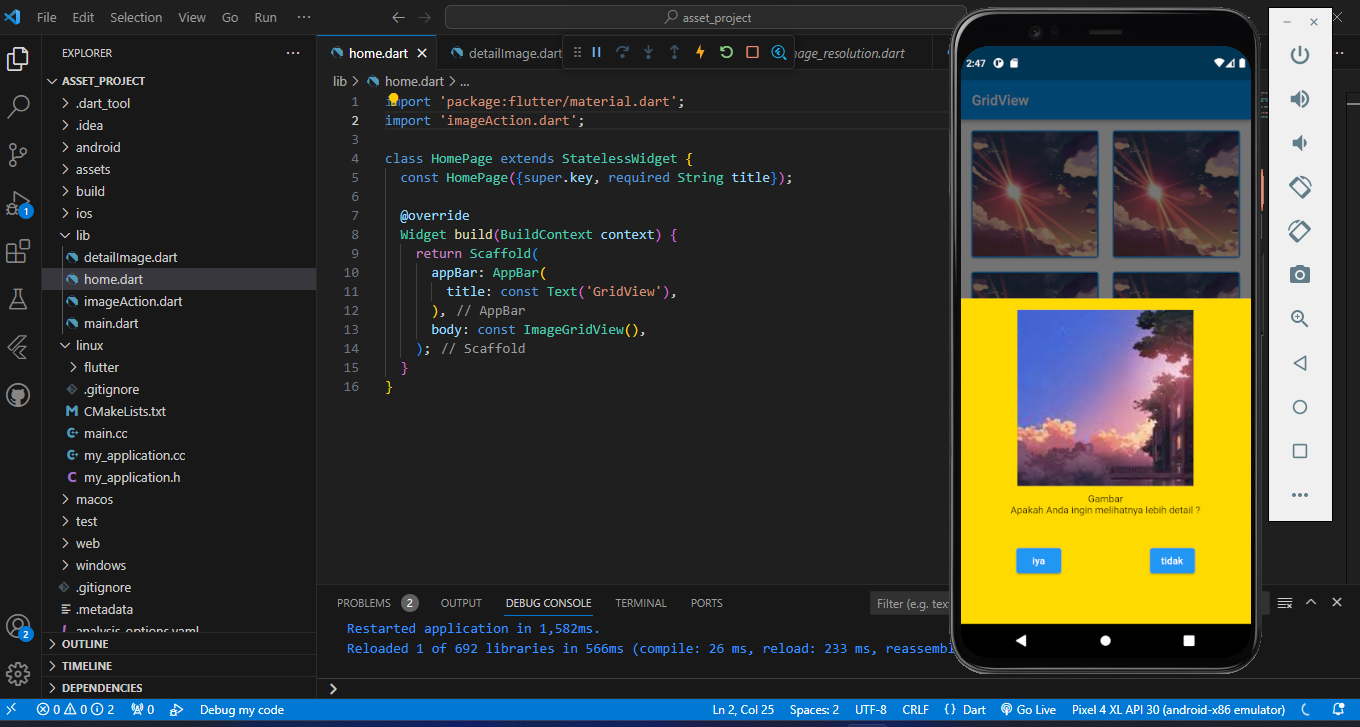 File Edit Selection View Go Run ··· asset_project
EXPLORER
ASSET_PROJECT
.dart_tool
.idea
android
assets
build
ios
lib
detailImage.dart
home.dart
imageAction.dart
main.dart
linux
flutter
.gitignore
CMakeLists.txt
main.cc
my_application.cc
my_application.h
macos
test
web
windows
.gitignore
.metadata
analysis_options.yaml
OUTLINE
TIMELINE
DEPENDENCIES
1
2
home.dart detailImage.dart mage_resolution.dart
lib > home.dart > ...
1 import 'package:flutter/material.dart';
2 import 'imageAction.dart';
3
4 class HomePage extends StatelessWidget {
5 const HomePage({super.key, required String title});
6
7 @override
8 Widget build(BuildContext context) {
9 return Scaffold(
10 appBar: AppBar(
11 title: const Text('GridView'),
12 ), // AppBar
13 body: const ImageGridView(),
14 ); // Scaffold
15 }
16 }
PROBLEMS 2 OUTPUT DEBUG CONSOLE TERMINAL PORTS Filter (e.g. tex
Restarted application in 1,582ms.
Reloaded 1 of 692 libraries in 566ms (compile: 26 ms, reload: 233 ms, reassembl
2:47
GridView
Gambar
Apakah Anda ingin melihatnya lebih detail ?
iya tidak
0 0 2 0 Debug my code Ln 2, Col 25 Spaces: 2 UTF-8 CRLF {} Dart Go Live Pixel 4 XL API 30 (android-x86 emulator)